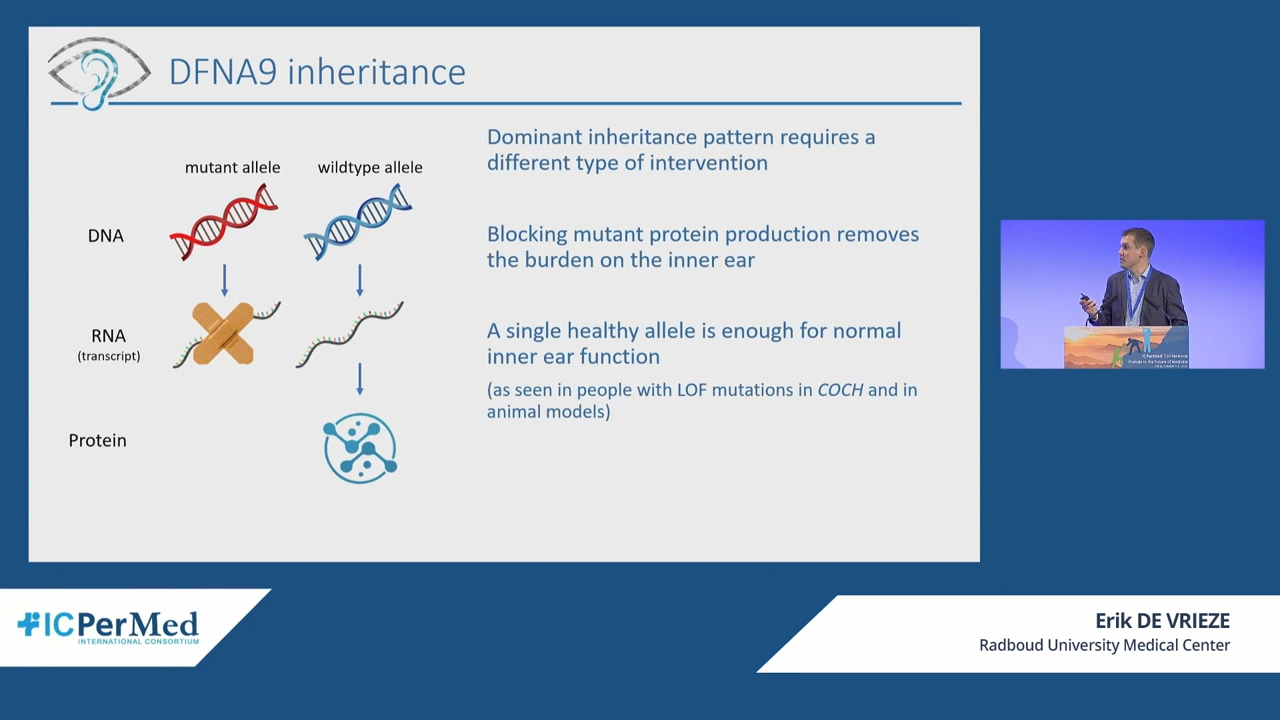 DFNA9 inheritance
mutant allele
wildtype allele
DNA
RNA
(transcript)
Protein
Dominant inheritance pattern requires a
different type of intervention
Blocking mutant protein production removes
the burden on the inner ear
A single healthy allele is enough for normal
inner ear function
(as seen in people with LOF mutations in COCH and in
animal models)
ICPerMed Conference
ICPerMed
INTERNATIONAL CONSORTIUM
Erik DE VRIEZE
Radboud University Medical Center